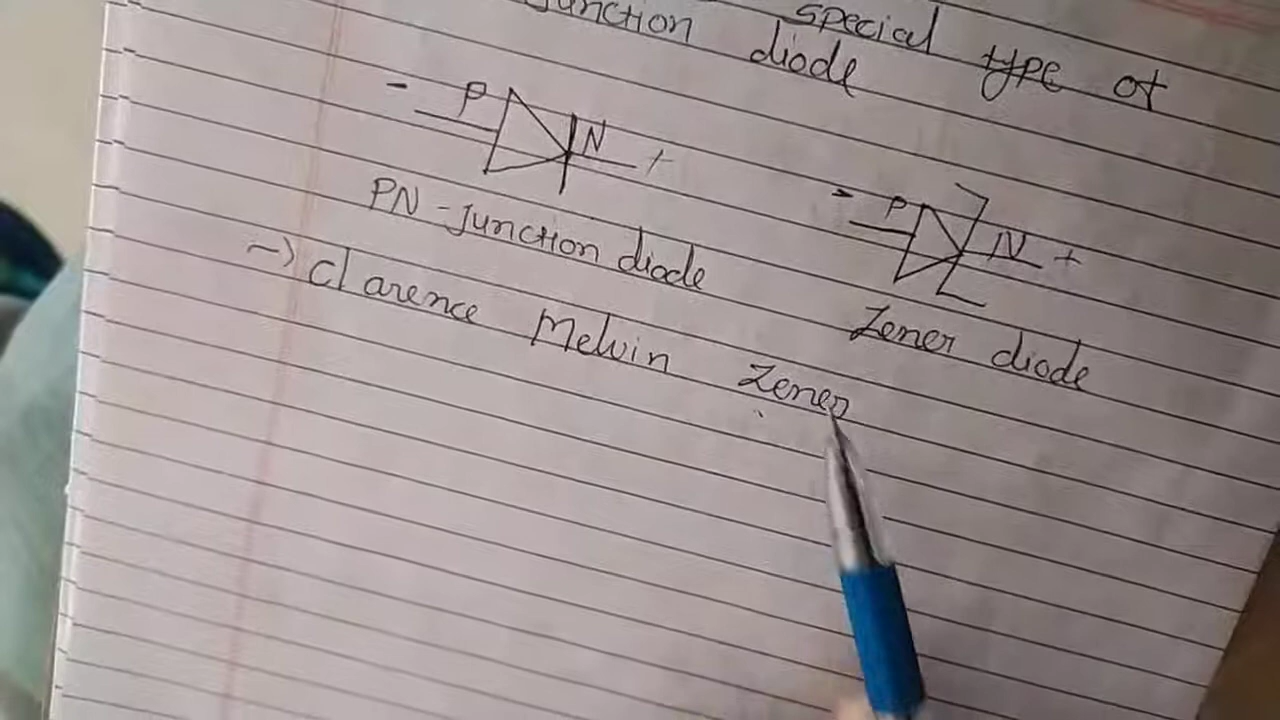 special type of
Junction diode
- P N +
- P N +
PN-Junction diode
Zener diode
→ Clarence Melvin Zener